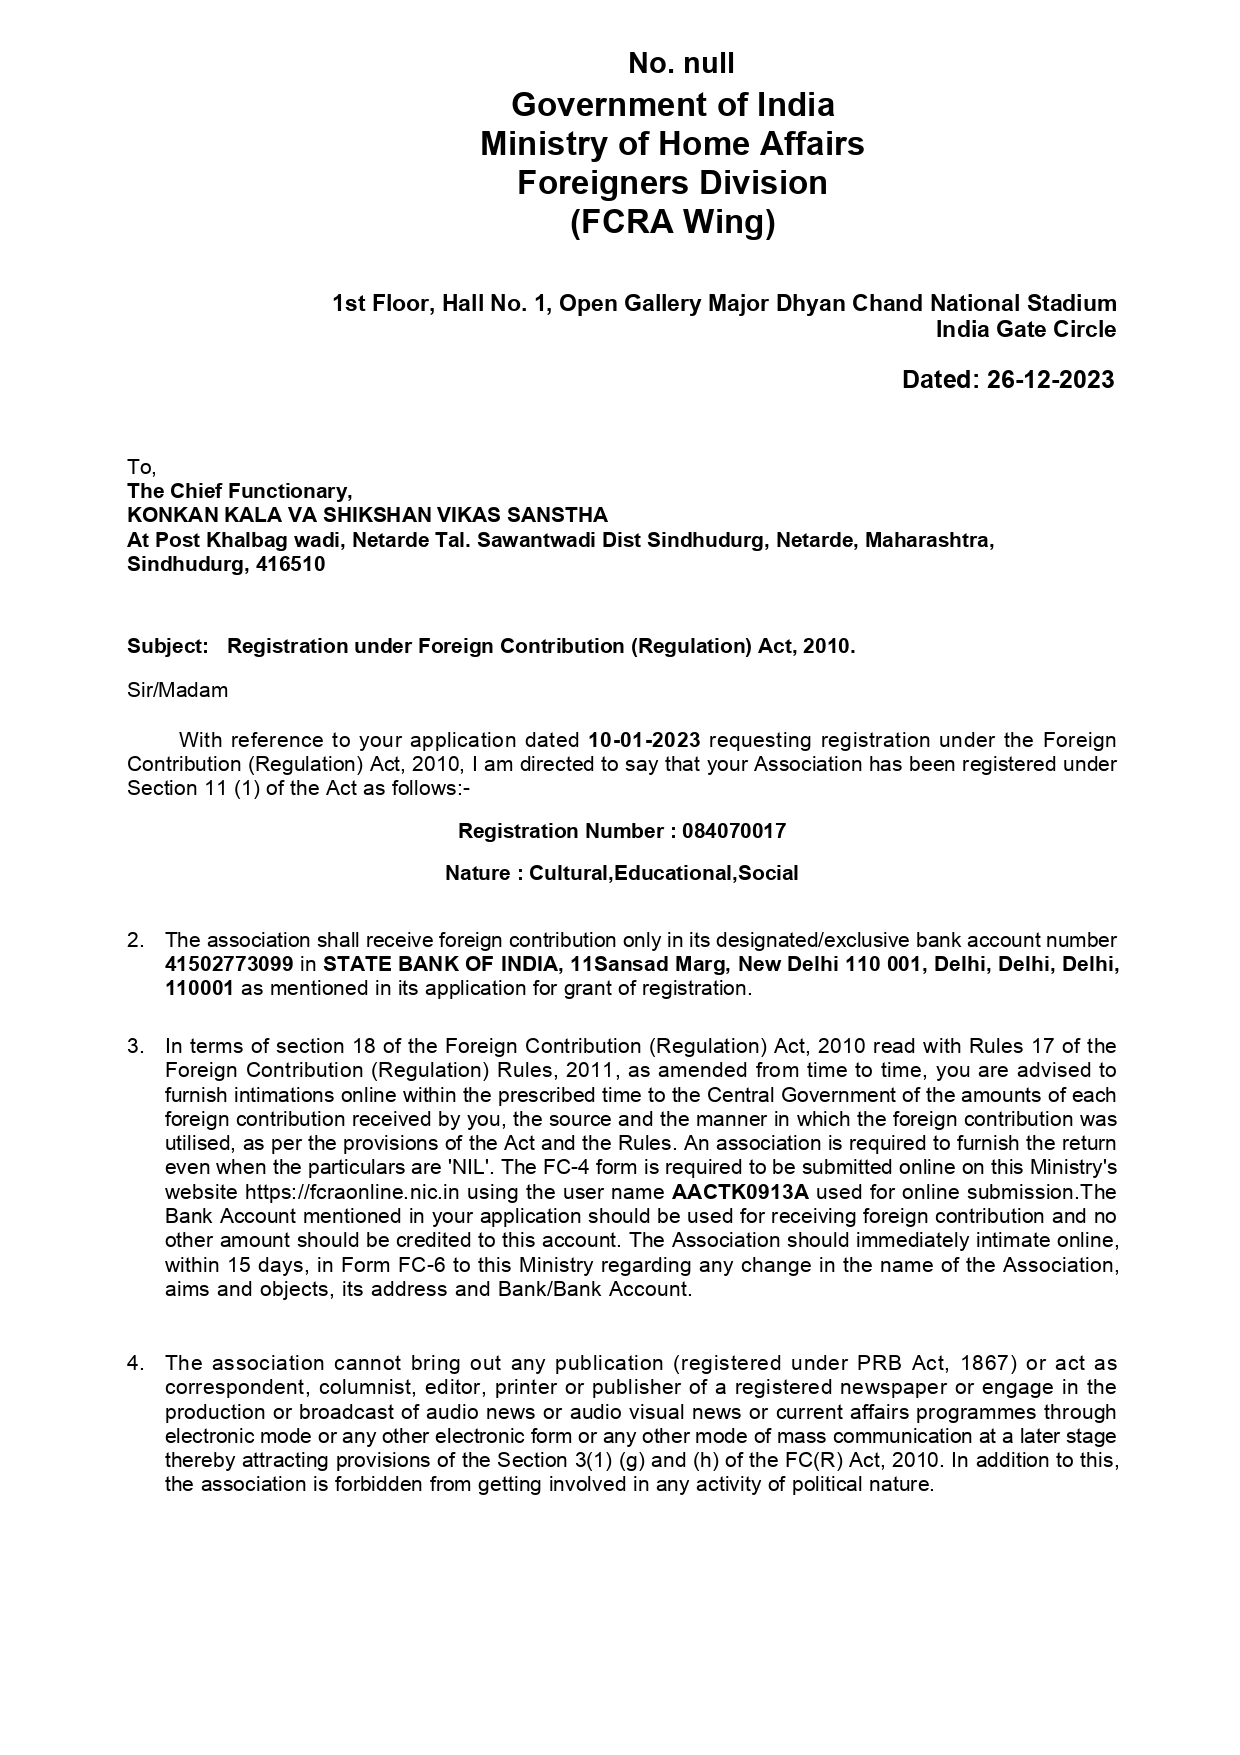 No. null
Government of India
Ministry of Home Affairs
Foreigners Division
(FCRA Wing)
1st Floor, Hall No. 1, Open Gallery Major Dhyan Chand National Stadium
India Gate Circle
Dated: 26-12-2023
To,
The Chief Functionary,
KONKAN KALA VA SHIKSHAN VIKAS SANSTHA
At Post Khalbag wadi, Netarde Tal. Sawantwadi Dist Sindhudurg, Netarde, Maharashtra,
Sindhudurg, 416510
Subject: Registration under Foreign Contribution (Regulation) Act, 2010.
Sir/Madam
With reference to your application dated 10-01-2023 requesting registration under the Foreign
Contribution (Regulation) Act, 2010, I am directed to say that your Association has been registered under
Section 11 (1) of the Act as follows:-
Registration Number : 084070017
Nature : Cultural,Educational,Social
2. The association shall receive foreign contribution only in its designated/exclusive bank account number
41502773099 in STATE BANK OF INDIA, 11Sansad Marg, New Delhi 110 001, Delhi, Delhi, Delhi,
110001 as mentioned in its application for grant of registration.
3. In terms of section 18 of the Foreign Contribution (Regulation) Act, 2010 read with Rules 17 of the
Foreign Contribution (Regulation) Rules, 2011, as amended from time to time, you are advised to
furnish intimations online within the prescribed time to the Central Government of the amounts of each
foreign contribution received by you, the source and the manner in which the foreign contribution was
utilised, as per the provisions of the Act and the Rules. An association is required to furnish the return
even when the particulars are 'NIL'. The FC-4 form is required to be submitted online on this Ministry's
website https://fcraonline.nic.in using the user name AACTK0913A used for online submission.The
Bank Account mentioned in your application should be used for receiving foreign contribution and no
other amount should be credited to this account. The Association should immediately intimate online,
within 15 days, in Form FC-6 to this Ministry regarding any change in the name of the Association,
aims and objects, its address and Bank/Bank Account.
4. The association cannot bring out any publication (registered under PRB Act, 1867) or act as
correspondent, columnist, editor, printer or publisher of a registered newspaper or engage in the
production or broadcast of audio news or audio visual news or current affairs programmes through
electronic mode or any other electronic form or any other mode of mass communication at a later stage
thereby attracting provisions of the Section 3(1) (g) and (h) of the FC(R) Act, 2010. In addition to this,
the association is forbidden from getting involved in any activity of political nature.